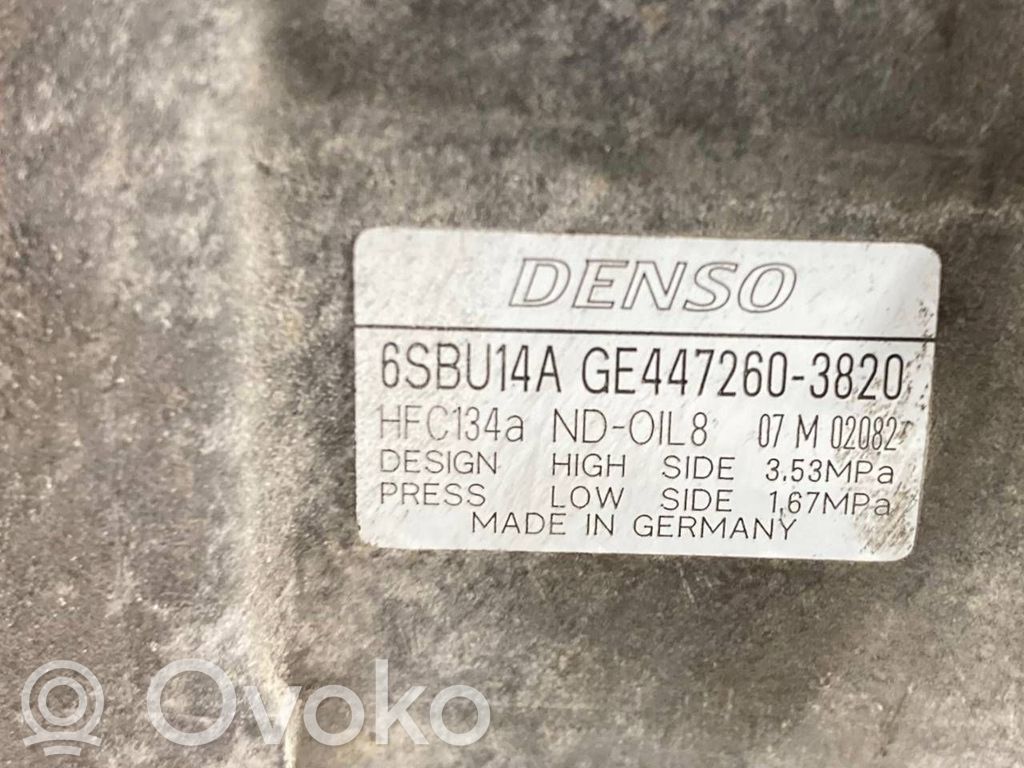 DENSO
6SBU14A GE447260-3820
HFC134a ND-OIL8 07 M 02082
DESIGN HIGH SIDE 3.53MPa
PRESS LOW SIDE 1.67MPa
MADE IN GERMANY
Ovoko